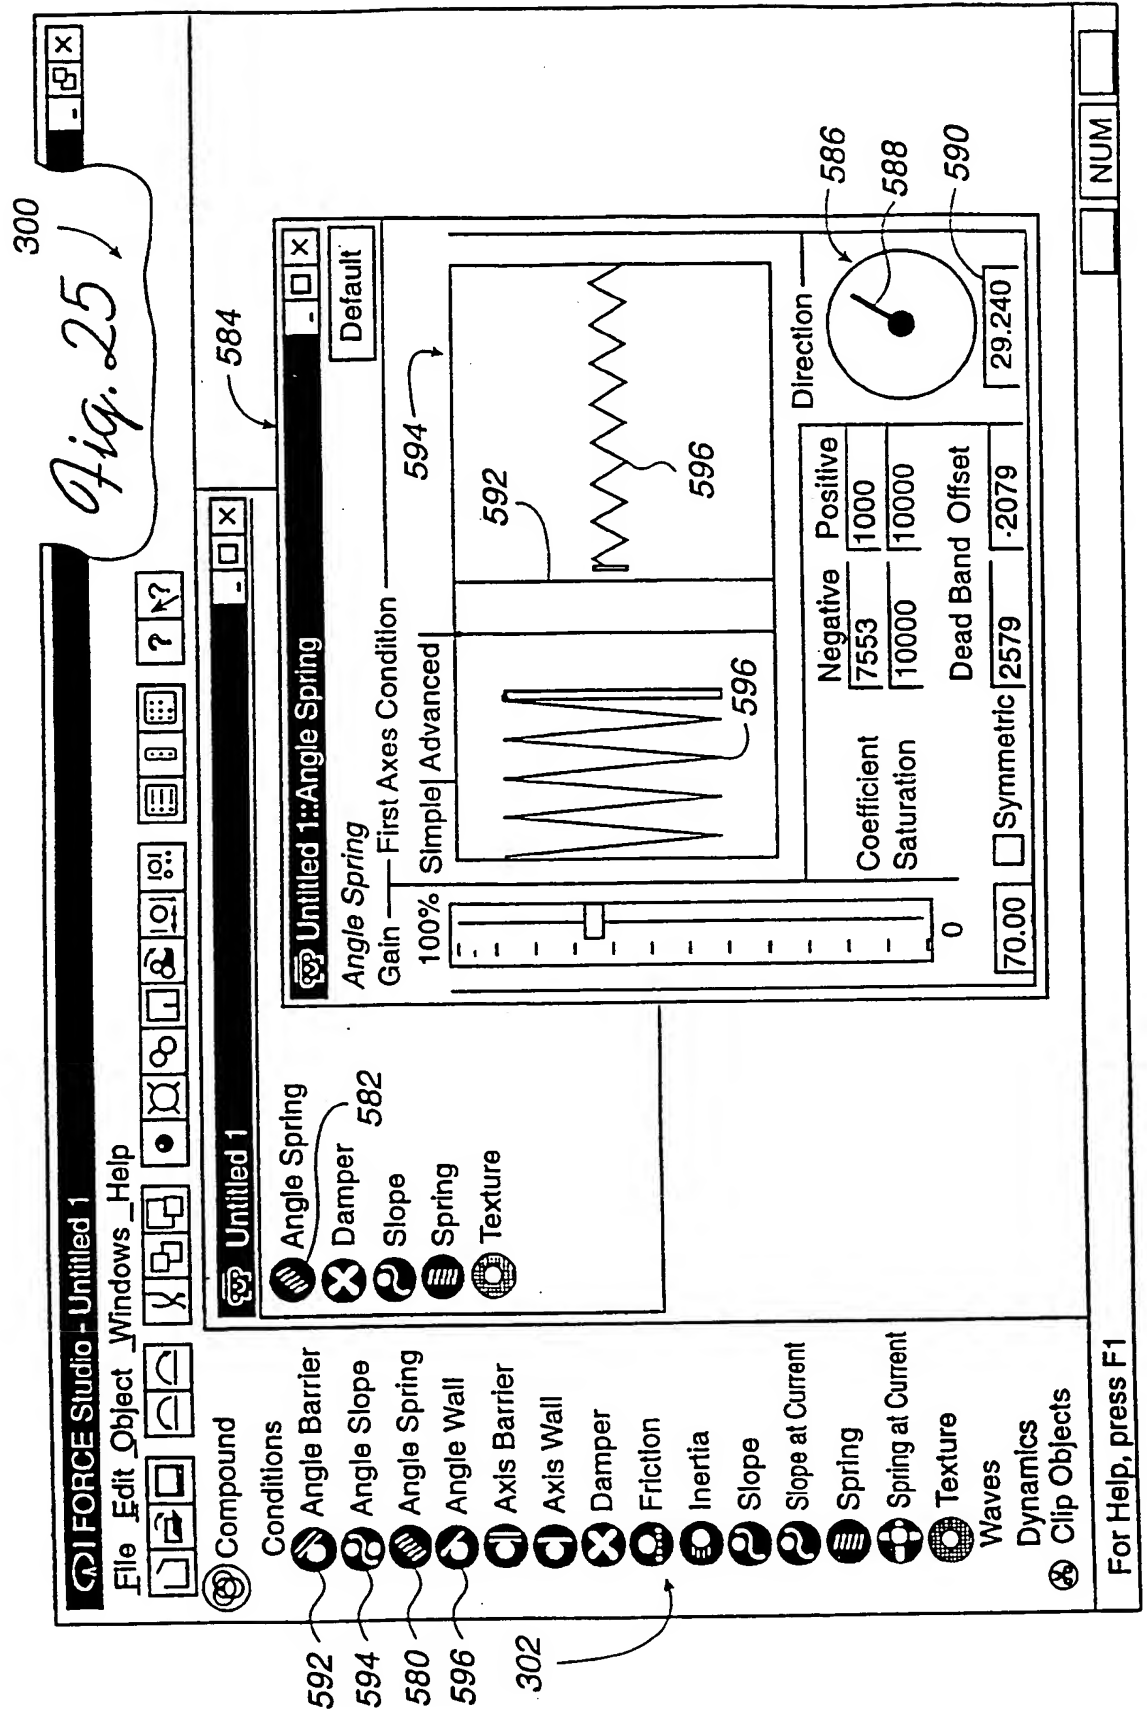 300
Fig. 25
I FORCE Studio - Untitled 1
File Edit Object Windows Help
? ?
Compound
Conditions
Angle Barrier
Angle Slope
Angle Spring
Angle Wall
Axis Barrier
Axis Wall
Damper
Friction
Inertia
Slope
Slope at Current
Spring
Spring at Current
Texture
Waves
Dynamics
Clip Objects
592
594
580
596
302
Untitled 1
Angle Spring
Damper
Slope
Spring
Texture
582
584
Untitled 1::Angle Spring
Angle Spring
Default
Gain
First Axes Condition
100%
Simple Advanced
594
592
596
596
0
70.00
Negative Positive
Coefficient 7553 1000
Saturation 10000 10000
Dead Band Offset
Symmetric 2579 -2079
Direction
29.240
586
588
590
For Help, press F1
NUM